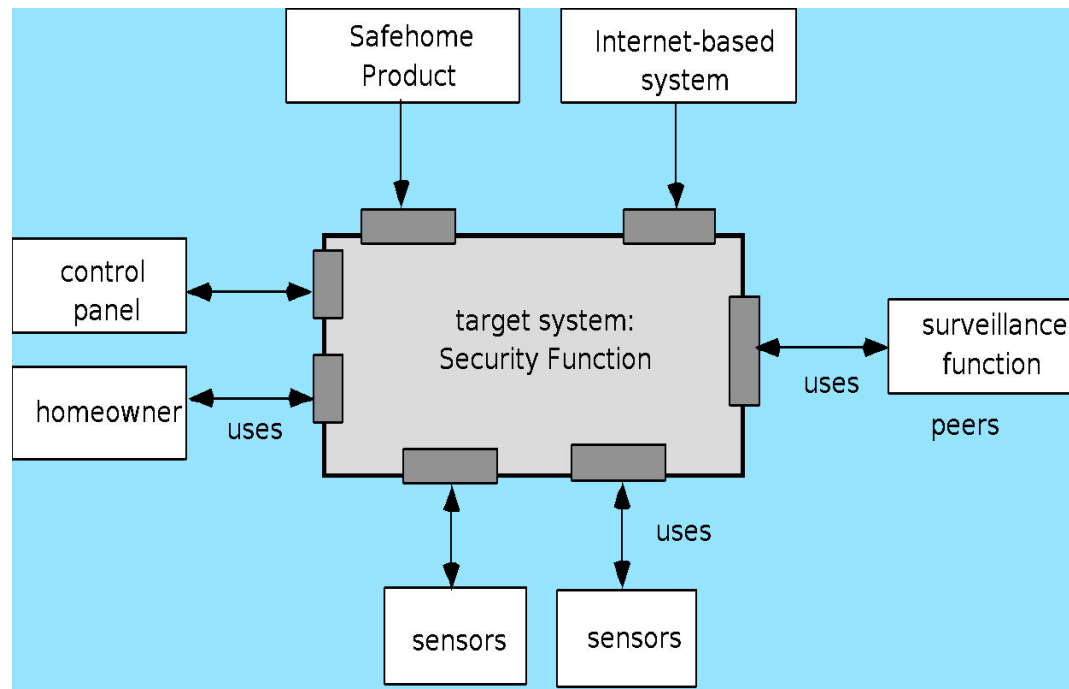 Safehome
Product
Internet-based
system
control
panel
target system:
Security Function
surveillance
function
uses
homeowner
uses
peers
uses
sensors
sensors